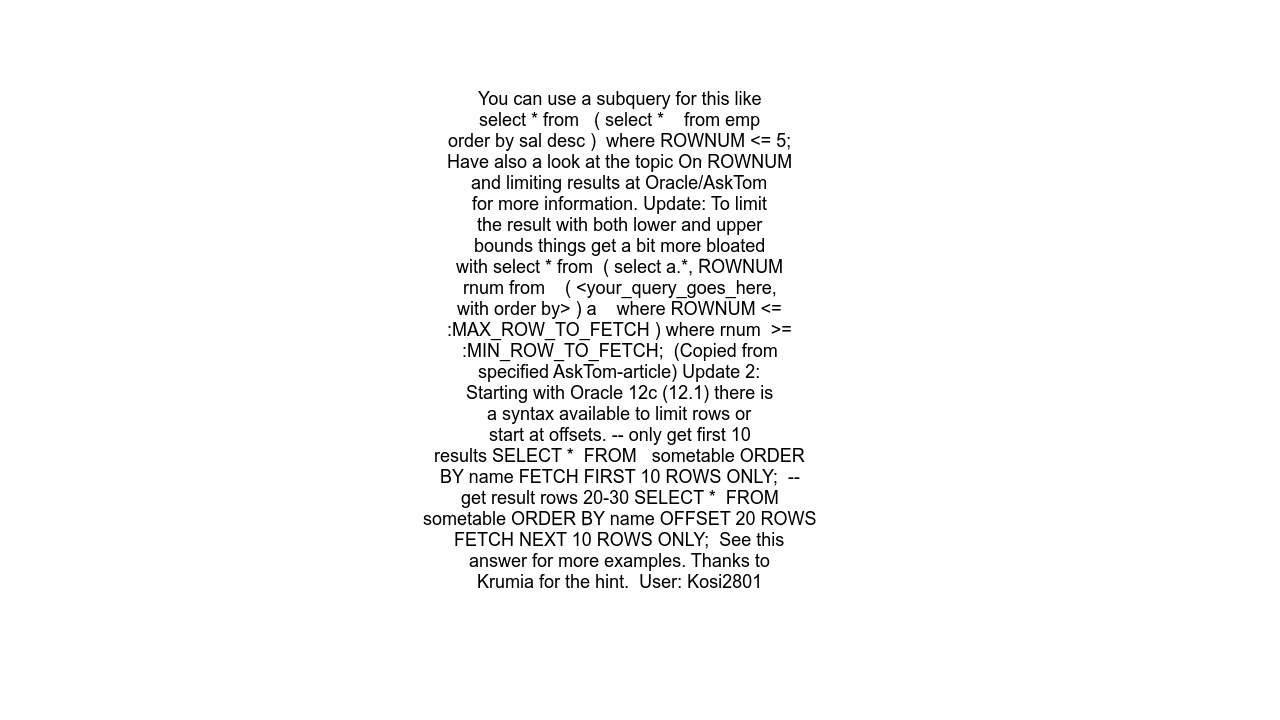 You can use a subquery for this like
select * from   ( select *    from emp
order by sal desc )  where ROWNUM <= 5;
Have also a look at the topic On ROWNUM
and limiting results at Oracle/AskTom
for more information. Update: To limit
the result with both lower and upper
bounds things get a bit more bloated
with select * from  ( select a.*, ROWNUM
rnum from    ( <your_query_goes_here,
with order by> ) a    where ROWNUM <=
:MAX_ROW_TO_FETCH ) where rnum  >=
:MIN_ROW_TO_FETCH;  (Copied from
specified AskTom-article) Update 2:
Starting with Oracle 12c (12.1) there is
a syntax available to limit rows or
start at offsets. -- only get first 10
results SELECT *  FROM   sometable ORDER
BY name FETCH FIRST 10 ROWS ONLY;  --
get result rows 20-30 SELECT *  FROM
sometable ORDER BY name OFFSET 20 ROWS
FETCH NEXT 10 ROWS ONLY;  See this
answer for more examples. Thanks to
Krumia for the hint.  User: Kosi2801